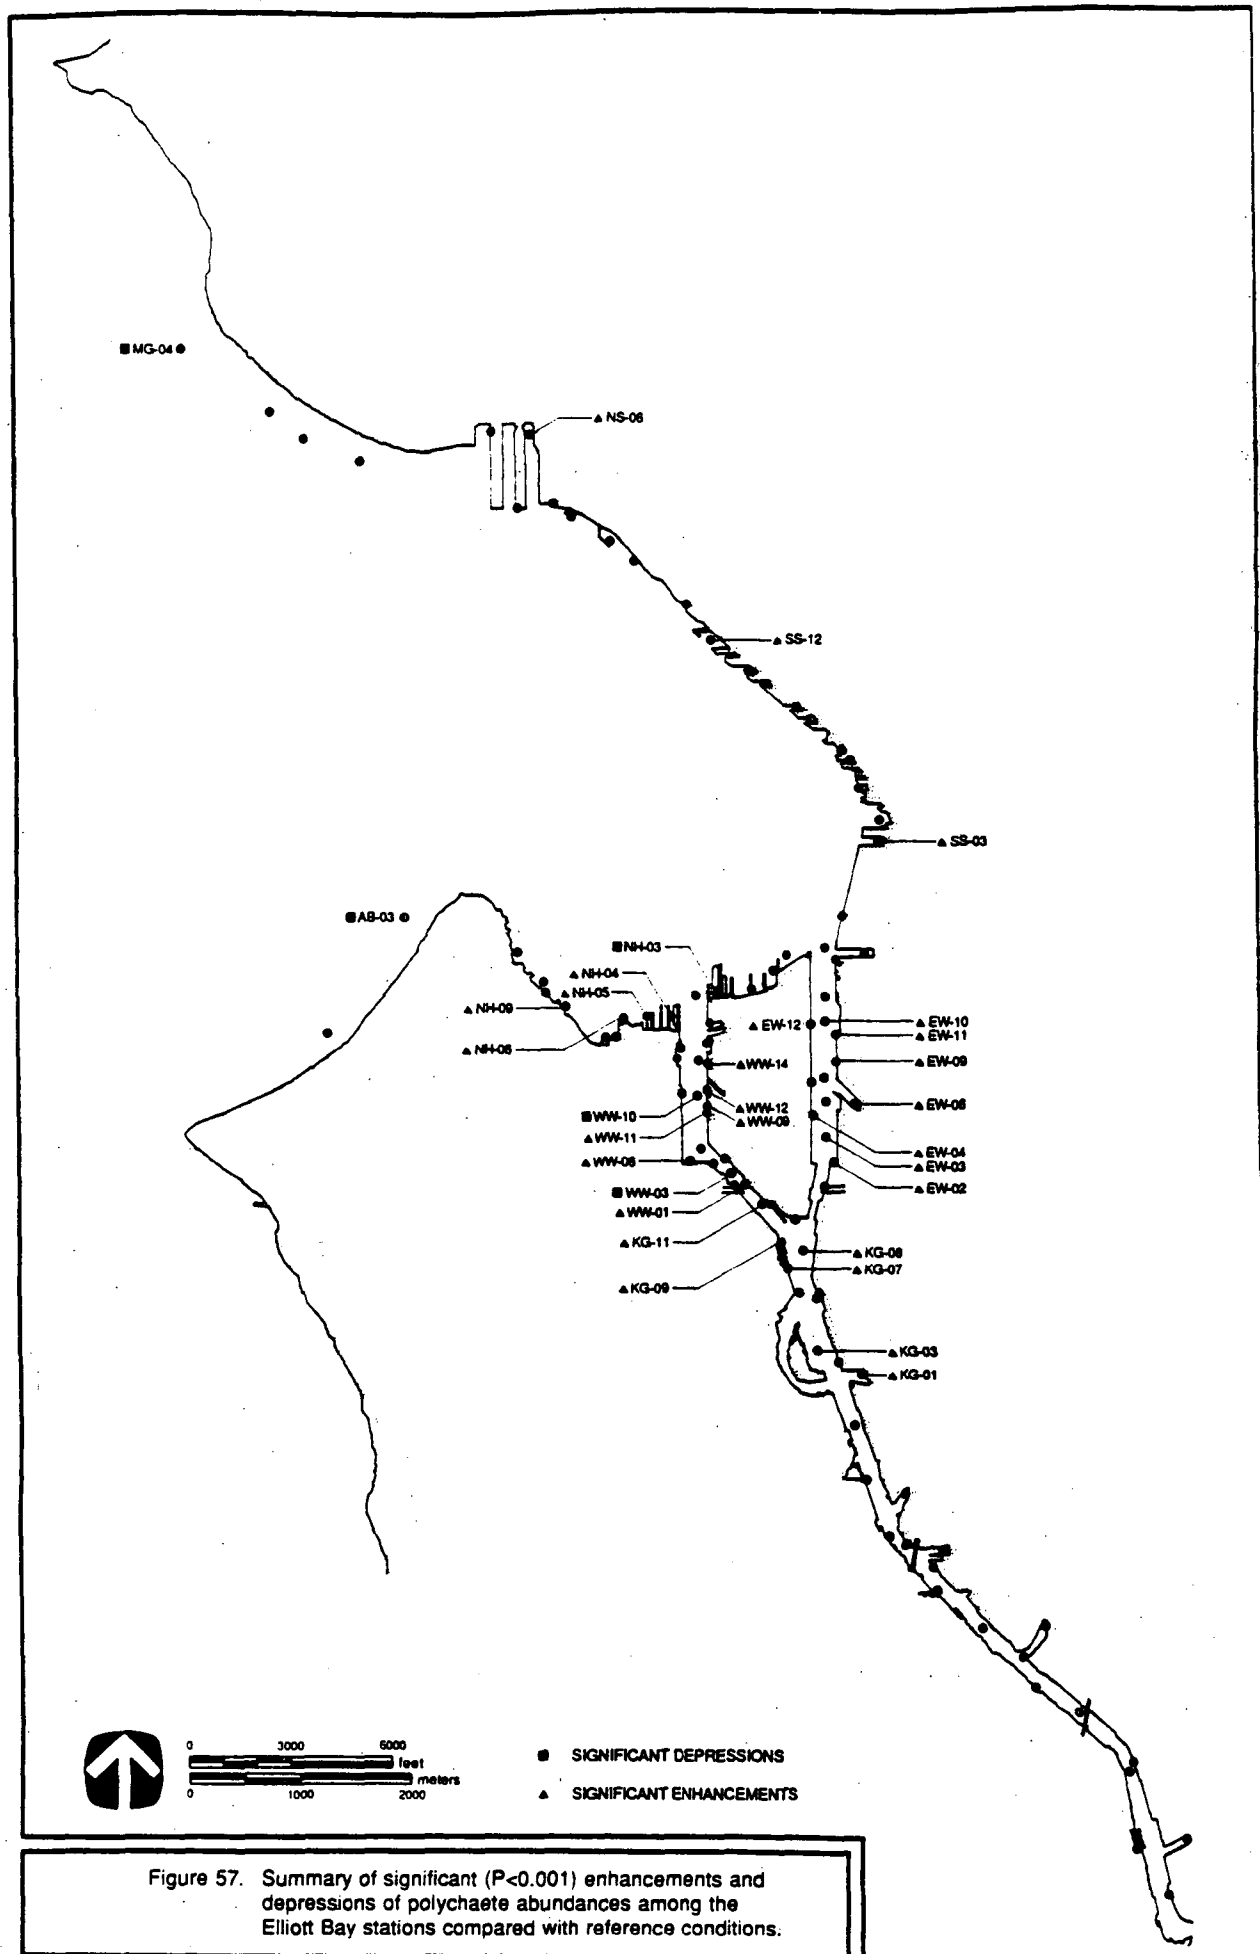 MG-04
NS-06
SS-12
SS-03
AB-03
NH-03
NH-04
NH-05
NH-09
NH-08
EW-12
EW-10
EW-11
EW-09
WW-14
EW-06
WW-12
WW-10
WW-09
WW-11
EW-04
WW-06
EW-03
EW-02
WW-03
WW-01
KG-11
KG-08
KG-07
KG-09
KG-03
KG-01
0 3000 6000
feet
meters
0 1000 2000
SIGNIFICANT DEPRESSIONS
SIGNIFICANT ENHANCEMENTS
Figure 57. Summary of significant (P<0.001) enhancements and
depressions of polychaete abundances among the
Elliott Bay stations compared with reference conditions.